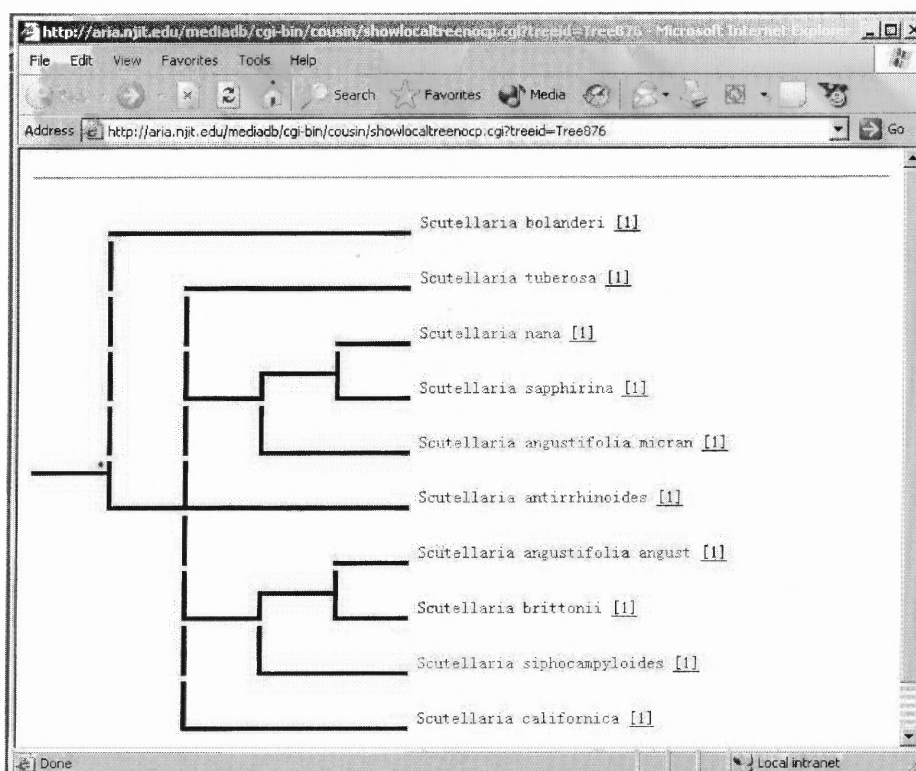 http://aria.njit.edu/mediadb/cgi-bin/cousin/showlocaltreenocp.cgi?treeid=Tree876 - Microsoft Internet Explorer
File Edit View Favorites Tools Help
Search Favorites Media
Address http://aria.njit.edu/mediadb/cgi-bin/cousin/showlocaltreenocp.cgi?treeid=Tree876 Go
Scutellaria bolanderi [1]
Scutellaria tuberosa [1]
Scutellaria nana [1]
Scutellaria sapphirina [1]
Scutellaria angustifolia micran [1]
*
Scutellaria antirrhinoides [1]
Scutellaria angustifolia angust [1]
Scutellaria brittonii [1]
Scutellaria siphocampyloides [1]
Scutellaria californica [1]
Done Local intranet